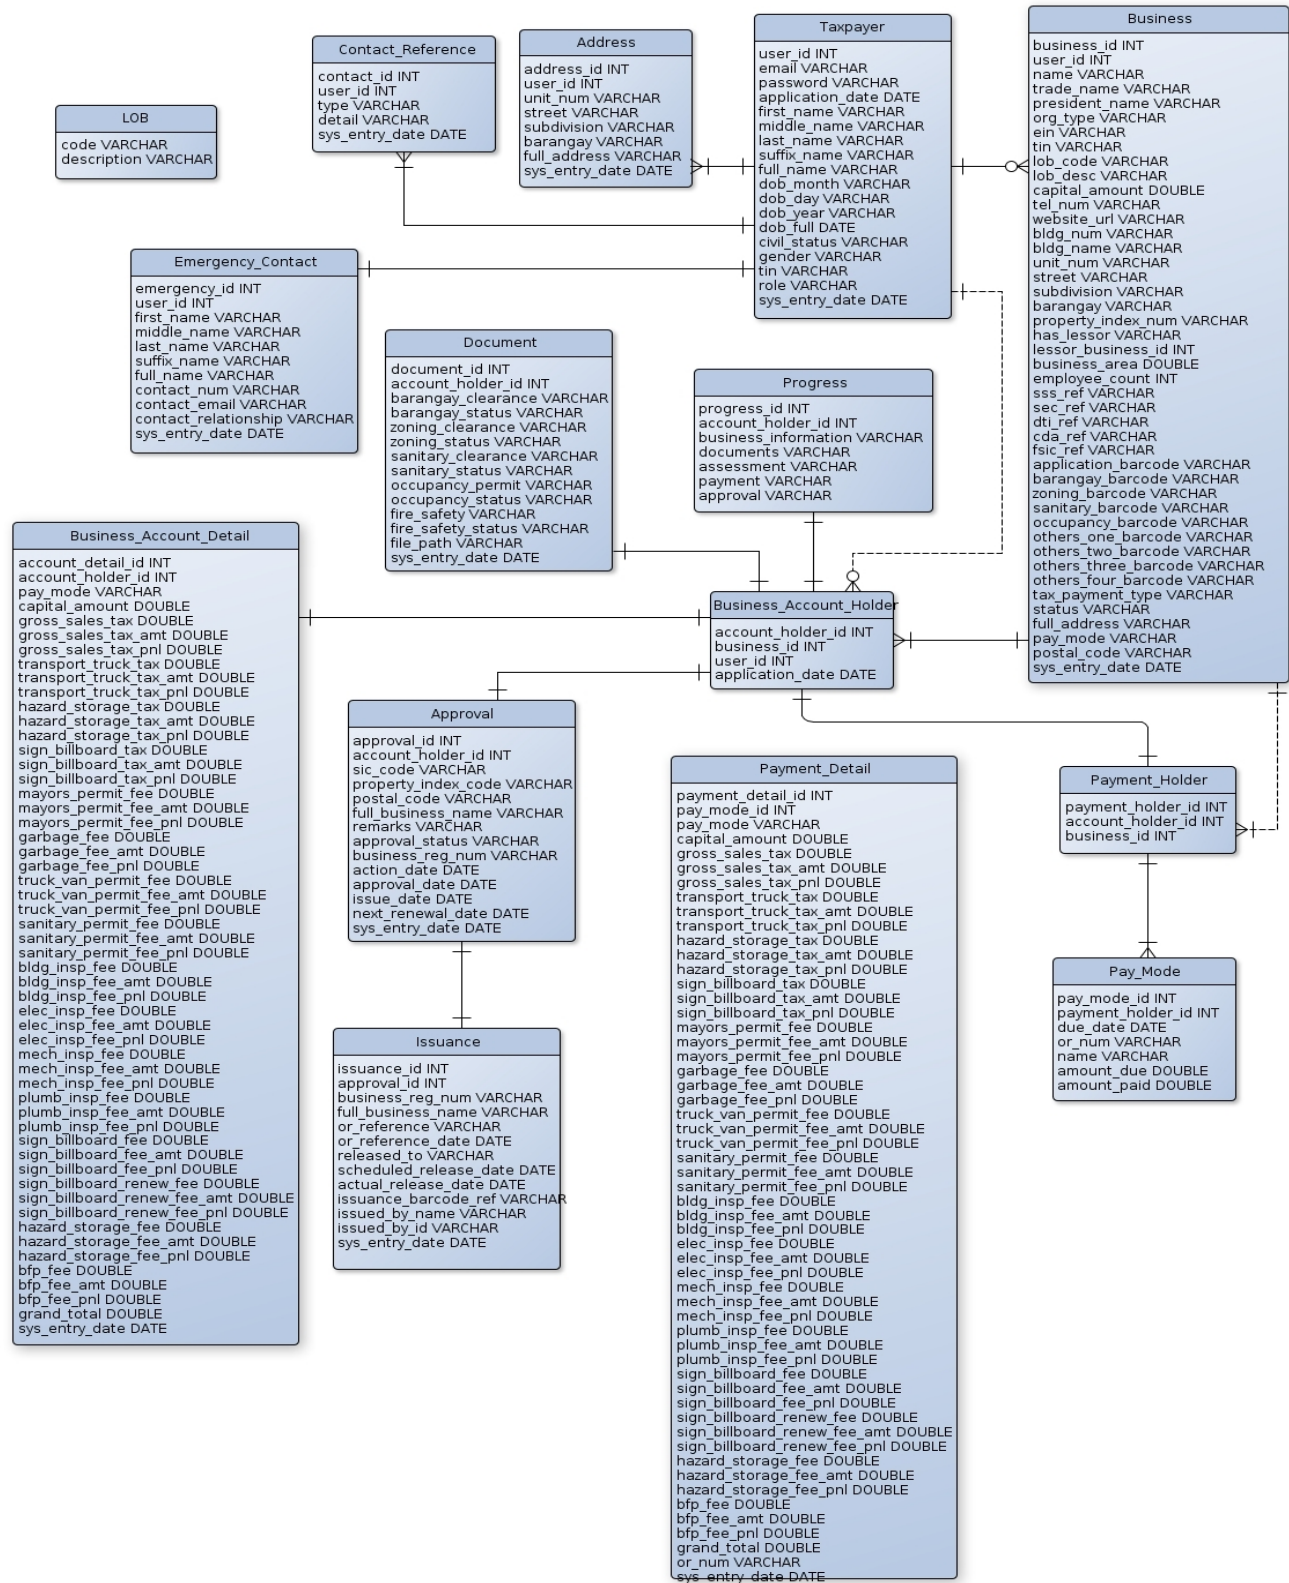 Contact_Reference
contact_id INT
user_id INT
type VARCHAR
detail VARCHAR
sys_entry_date DATE
Address
address_id INT
user_id INT
unit_num VARCHAR
street VARCHAR
subdivision VARCHAR
barangay VARCHAR
full_address VARCHAR
sys_entry_date DATE
Taxpayer
user_id INT
email VARCHAR
password VARCHAR
application_date DATE
first_name VARCHAR
middle_name VARCHAR
last_name VARCHAR
suffix_name VARCHAR
full_name VARCHAR
dob_month VARCHAR
dob_day VARCHAR
dob_year VARCHAR
dob_full DATE
civil_status VARCHAR
gender VARCHAR
tin VARCHAR
role VARCHAR
sys_entry_date DATE
Business
business_id INT
user_id INT
name VARCHAR
trade_name VARCHAR
president_name VARCHAR
org_type VARCHAR
ein VARCHAR
tin VARCHAR
lob_code VARCHAR
lob_desc VARCHAR
capital_amount DOUBLE
tel_num VARCHAR
website_url VARCHAR
bldg_num VARCHAR
bldg_name VARCHAR
unit_num VARCHAR
street VARCHAR
subdivision VARCHAR
barangay VARCHAR
property_index_num VARCHAR
has_lessor VARCHAR
lessor_business_id INT
business_area DOUBLE
employee_count INT
sss_ref VARCHAR
sec_ref VARCHAR
dti_ref VARCHAR
cda_ref VARCHAR
fsic_ref VARCHAR
application_barcode VARCHAR
barangay_barcode VARCHAR
zoning_barcode VARCHAR
sanitary_barcode VARCHAR
occupancy_barcode VARCHAR
others_one_barcode VARCHAR
others_two_barcode VARCHAR
others_three_barcode VARCHAR
others_four_barcode VARCHAR
tax_payment_type VARCHAR
status VARCHAR
full_address VARCHAR
pay_mode VARCHAR
postal_code VARCHAR
sys_entry_date DATE
LOB
code VARCHAR
description VARCHAR
Emergency_Contact
emergency_id INT
user_id INT
first_name VARCHAR
middle_name VARCHAR
last_name VARCHAR
suffix_name VARCHAR
full_name VARCHAR
contact_num VARCHAR
contact_email VARCHAR
contact_relationship VARCHAR
sys_entry_date DATE
Document
document_id INT
account_holder_id INT
barangay_clearance VARCHAR
barangay_status VARCHAR
zoning_clearance VARCHAR
zoning_status VARCHAR
sanitary_clearance VARCHAR
sanitary_status VARCHAR
occupancy_permit VARCHAR
occupancy_status VARCHAR
fire_safety VARCHAR
fire_safety_status VARCHAR
file_path VARCHAR
sys_entry_date DATE
Progress
progress_id INT
account_holder_id INT
business_information VARCHAR
documents VARCHAR
assessment VARCHAR
payment VARCHAR
approval VARCHAR
Business_Account_Detail
account_detail_id INT
account_holder_id INT
pay_mode VARCHAR
capital_amount DOUBLE
gross_sales_tax DOUBLE
gross_sales_tax_amt DOUBLE
gross_sales_tax_pnl DOUBLE
transport_truck_tax DOUBLE
transport_truck_tax_amt DOUBLE
transport_truck_tax_pnl DOUBLE
hazard_storage_tax DOUBLE
hazard_storage_tax_amt DOUBLE
hazard_storage_tax_pnl DOUBLE
sign_billboard_tax DOUBLE
sign_billboard_tax_amt DOUBLE
sign_billboard_tax_pnl DOUBLE
mayors_permit_fee DOUBLE
mayors_permit_fee_amt DOUBLE
mayors_permit_fee_pnl DOUBLE
garbage_fee DOUBLE
garbage_fee_amt DOUBLE
garbage_fee_pnl DOUBLE
truck_van_permit_fee DOUBLE
truck_van_permit_fee_amt DOUBLE
truck_van_permit_fee_pnl DOUBLE
sanitary_permit_fee DOUBLE
sanitary_permit_fee_amt DOUBLE
sanitary_permit_fee_pnl DOUBLE
bldg_insp_fee DOUBLE
bldg_insp_fee_amt DOUBLE
bldg_insp_fee_pnl DOUBLE
elec_insp_fee DOUBLE
elec_insp_fee_amt DOUBLE
elec_insp_fee_pnl DOUBLE
mech_insp_fee DOUBLE
mech_insp_fee_amt DOUBLE
mech_insp_fee_pnl DOUBLE
plumb_insp_fee DOUBLE
plumb_insp_fee_amt DOUBLE
plumb_insp_fee_pnl DOUBLE
sign_billboard_fee DOUBLE
sign_billboard_fee_amt DOUBLE
sign_billboard_fee_pnl DOUBLE
sign_billboard_renew_fee DOUBLE
sign_billboard_renew_fee_amt DOUBLE
sign_billboard_renew_fee_pnl DOUBLE
hazard_storage_fee DOUBLE
hazard_storage_fee_amt DOUBLE
hazard_storage_fee_pnl DOUBLE
bfp_fee DOUBLE
bfp_fee_amt DOUBLE
bfp_fee_pnl DOUBLE
grand_total DOUBLE
sys_entry_date DATE
Business_Account_Holder
account_holder_id INT
business_id INT
user_id INT
application_date DATE
Approval
approval_id INT
account_holder_id INT
sic_code VARCHAR
property_index_code VARCHAR
postal_code VARCHAR
full_business_name VARCHAR
remarks VARCHAR
approval_status VARCHAR
business_reg_num VARCHAR
action_date DATE
approval_date DATE
issue_date DATE
next_renewal_date DATE
sys_entry_date DATE
Issuance
issuance_id INT
approval_id INT
business_reg_num VARCHAR
full_business_name VARCHAR
or_reference VARCHAR
or_reference_date DATE
released_to VARCHAR
scheduled_release_date DATE
actual_release_date DATE
issuance_barcode_ref VARCHAR
issued_by_name VARCHAR
issued_by_id VARCHAR
sys_entry_date DATE
Payment_Detail
payment_detail_id INT
pay_mode_id INT
pay_mode VARCHAR
capital_amount DOUBLE
gross_sales_tax DOUBLE
gross_sales_tax_amt DOUBLE
gross_sales_tax_pnl DOUBLE
transport_truck_tax DOUBLE
transport_truck_tax_amt DOUBLE
transport_truck_tax_pnl DOUBLE
hazard_storage_tax DOUBLE
hazard_storage_tax_amt DOUBLE
hazard_storage_tax_pnl DOUBLE
sign_billboard_tax DOUBLE
sign_billboard_tax_amt DOUBLE
sign_billboard_tax_pnl DOUBLE
mayors_permit_fee DOUBLE
mayors_permit_fee_amt DOUBLE
mayors_permit_fee_pnl DOUBLE
garbage_fee DOUBLE
garbage_fee_amt DOUBLE
garbage_fee_pnl DOUBLE
truck_van_permit_fee DOUBLE
truck_van_permit_fee_amt DOUBLE
truck_van_permit_fee_pnl DOUBLE
sanitary_permit_fee DOUBLE
sanitary_permit_fee_amt DOUBLE
sanitary_permit_fee_pnl DOUBLE
bldg_insp_fee DOUBLE
bldg_insp_fee_amt DOUBLE
bldg_insp_fee_pnl DOUBLE
elec_insp_fee DOUBLE
elec_insp_fee_amt DOUBLE
elec_insp_fee_pnl DOUBLE
mech_insp_fee DOUBLE
mech_insp_fee_amt DOUBLE
mech_insp_fee_pnl DOUBLE
plumb_insp_fee DOUBLE
plumb_insp_fee_amt DOUBLE
plumb_insp_fee_pnl DOUBLE
sign_billboard_fee DOUBLE
sign_billboard_fee_amt DOUBLE
sign_billboard_fee_pnl DOUBLE
sign_billboard_renew_fee DOUBLE
sign_billboard_renew_fee_amt DOUBLE
sign_billboard_renew_fee_pnl DOUBLE
hazard_storage_fee DOUBLE
hazard_storage_fee_amt DOUBLE
hazard_storage_fee_pnl DOUBLE
bfp_fee DOUBLE
bfp_fee_amt DOUBLE
bfp_fee_pnl DOUBLE
grand_total DOUBLE
or_num VARCHAR
sys_entry_date DATE
Payment_Holder
payment_holder_id INT
account_holder_id INT
business_id INT
Pay_Mode
pay_mode_id INT
payment_holder_id INT
due_date DATE
or_num VARCHAR
name VARCHAR
amount_due DOUBLE
amount_paid DOUBLE